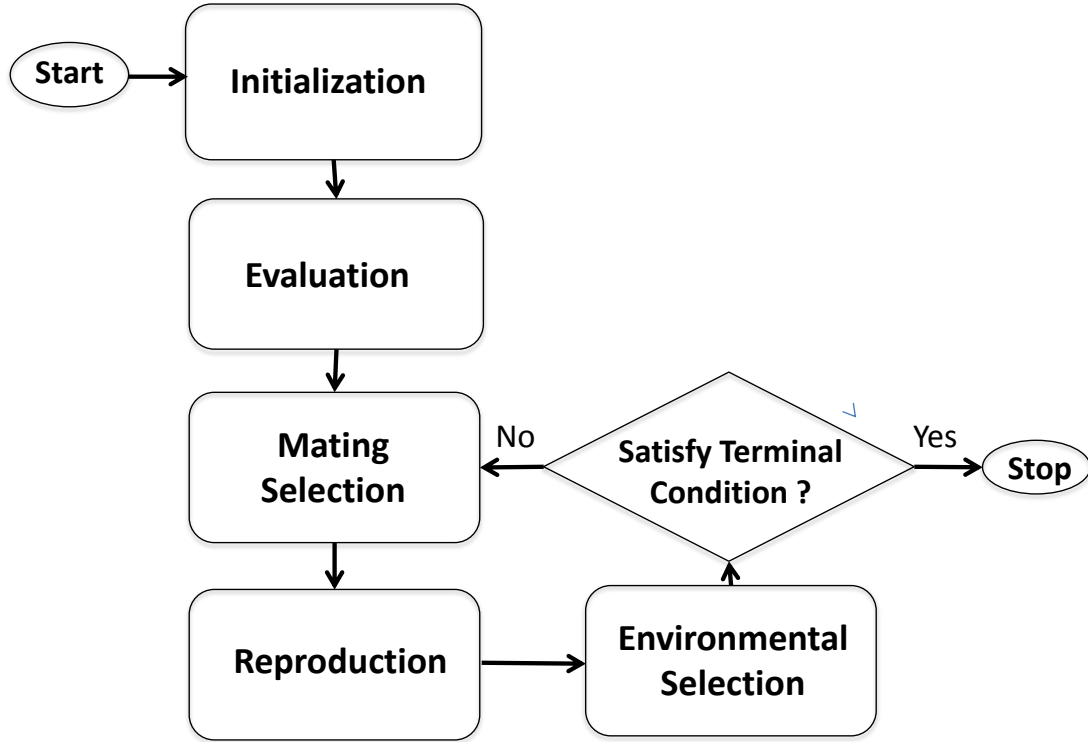 Start
Initialization
Evaluation
Mating
Selection
No
Satisfy Terminal
Condition ?
Yes
Stop
Reproduction
Environmental
Selection